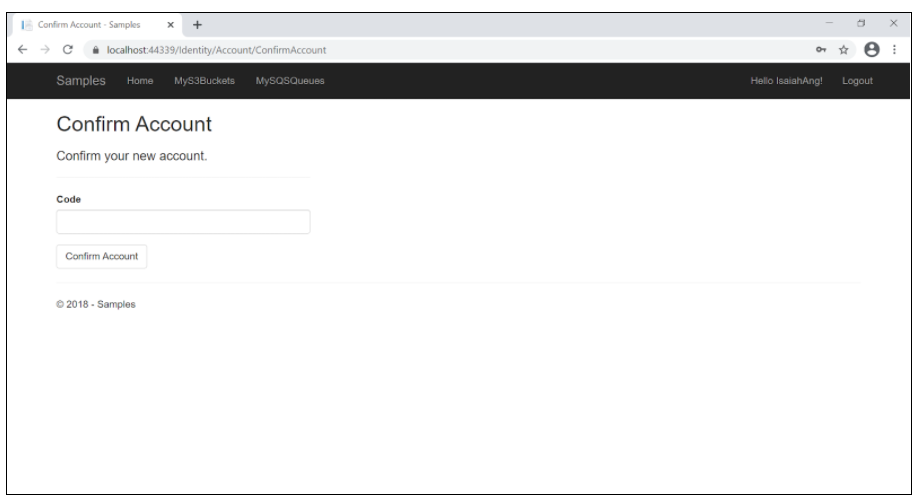 Confirm Account - Samples
localhost:44339/Identity/Account/ConfirmAccount
Samples Home MyS3Buckets MySQSQueues Hello IsaiahAng! Logout
Confirm Account
Confirm your new account.
Code
Confirm Account
© 2018 - Samples